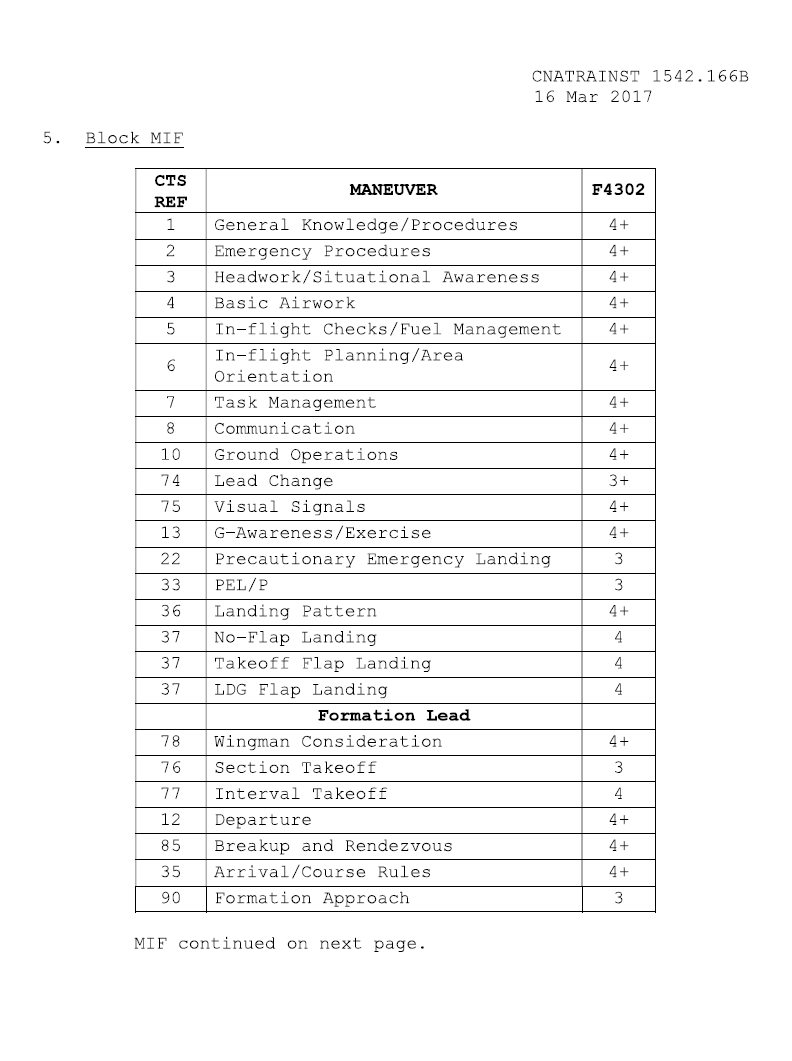 CNATRAINST 1542.166B
16 Mar 2017
5. Block MIF
CTS
REF
MANEUVER
F4302
1 General Knowledge/Procedures 4+
2 Emergency Procedures 4+
3 Headwork/Situational Awareness 4+
4 Basic Airwork 4+
5 In-flight Checks/Fuel Management 4+
6 In-flight Planning/Area
Orientation 4+
7 Task Management 4+
8 Communication 4+
10 Ground Operations 4+
74 Lead Change 3+
75 Visual Signals 4+
13 G-Awareness/Exercise 4+
22 Precautionary Emergency Landing 3
33 PEL/P 3
36 Landing Pattern 4+
37 No-Flap Landing 4
37 Takeoff Flap Landing 4
37 LDG Flap Landing 4
Formation Lead
78 Wingman Consideration 4+
76 Section Takeoff 3
77 Interval Takeoff 4
12 Departure 4+
85 Breakup and Rendezvous 4+
35 Arrival/Course Rules 4+
90 Formation Approach 3
MIF continued on next page.